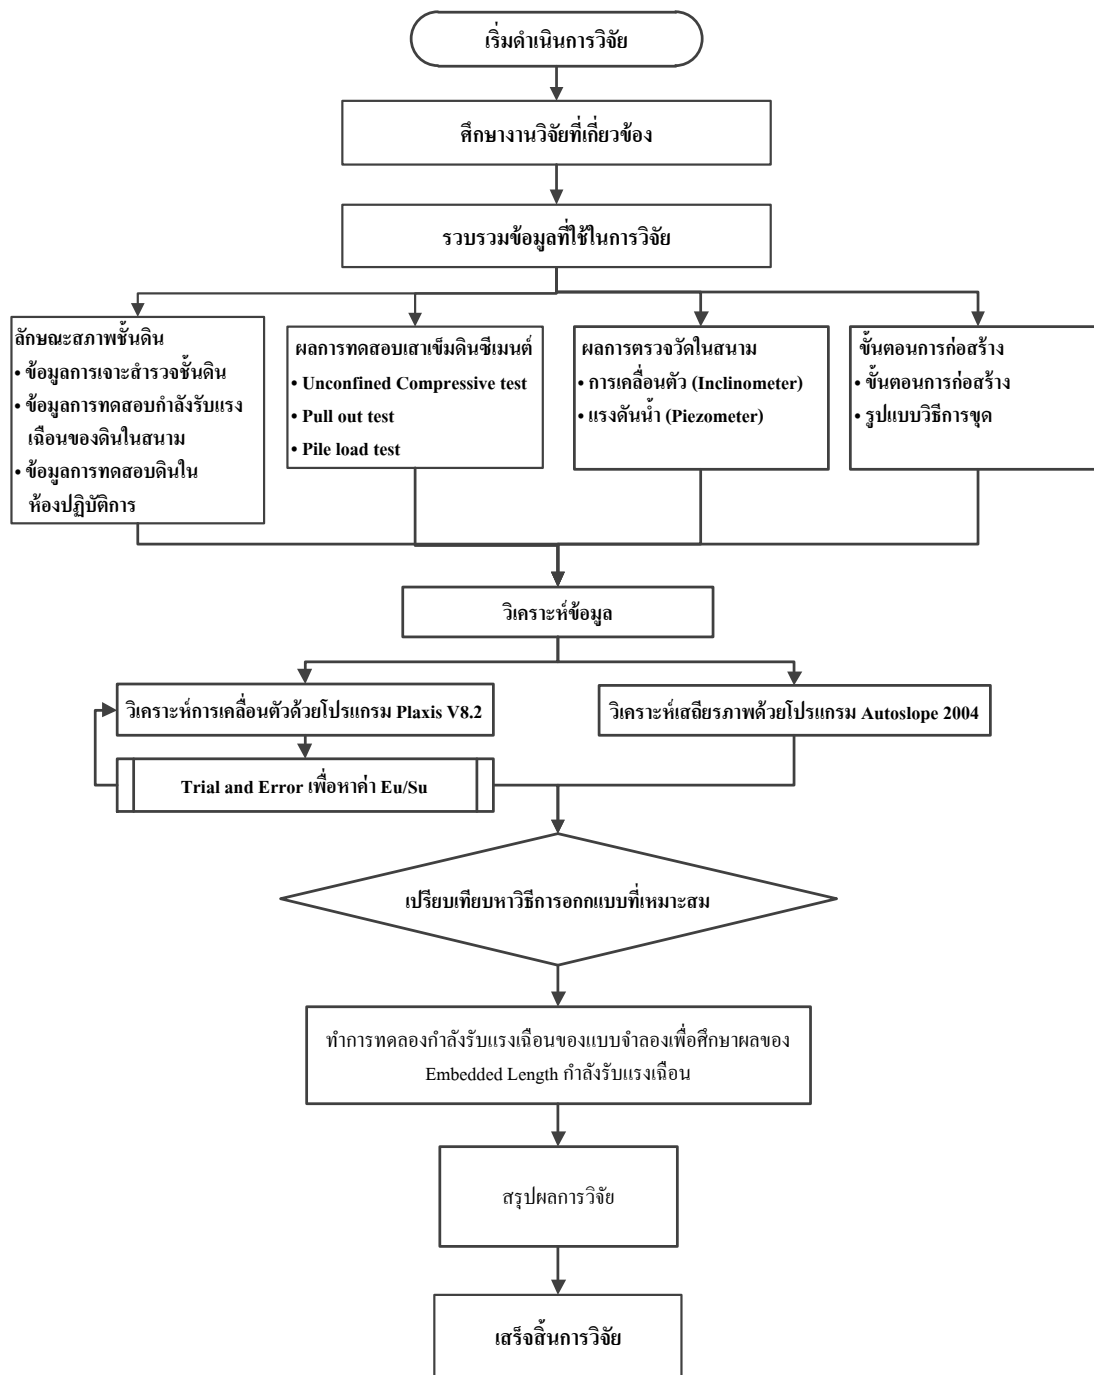 เริ่มดำเนินการวิจัย
ศึกษางานวิจัยที่เกี่ยวข้อง
รวบรวมข้อมูลที่ใช้ในการวิจัย
ลักษณะสภาพชั้นดิน
• ข้อมูลการเจาะสำรวจชั้นดิน
• ข้อมูลการทดสอบกำลังรับแรง
เฉือนของดินในสนาม
• ข้อมูลการทดสอบดินใน
ห้องปฏิบัติการ
ผลการทดสอบเสาเข็มดินซีเมนต์
• Unconfined Compressive test
• Pull out test
• Pile load test
ผลการตรวจวัดในสนาม
• การเคลื่อนตัว (Inclinometer)
• แรงดันน้ำ (Piezometer)
ขั้นตอนการก่อสร้าง
• ขั้นตอนการก่อสร้าง
• รูปแบบวิธีการขุด
วิเคราะห์ข้อมูล
วิเคราะห์การเคลื่อนตัวด้วยโปรแกรม Plaxis V8.2
วิเคราะห์เสถียรภาพด้วยโปรแกรม Autoslope 2004
Trial and Error เพื่อหาค่า Eu/Su
เปรียบเทียบหาวิธีการอกกแบบที่เหมาะสม
ทำการทดลองกำลังรับแรงเฉือนของแบบจำลองเพื่อศึกษาผลของ
Embedded Length กำลังรับแรงเฉือน
สรุปผลการวิจัย
เสร็จสิ้นการวิจัย